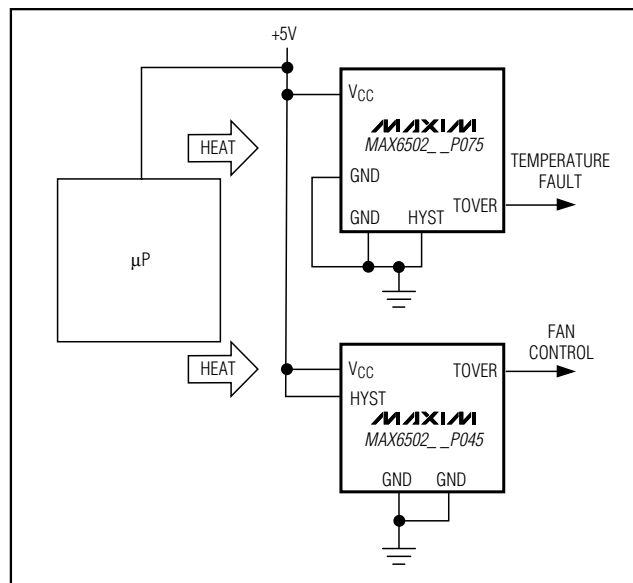 +5V
VCC
MAXIM
MAX6502_ _P075
HEAT
GND
TEMPERATURE
FAULT
TOVER
GND HYST
μP
FAN
CONTROL
HEAT
VCC
TOVER
HYST
MAXIM
MAX6502_ _P045
GND GND